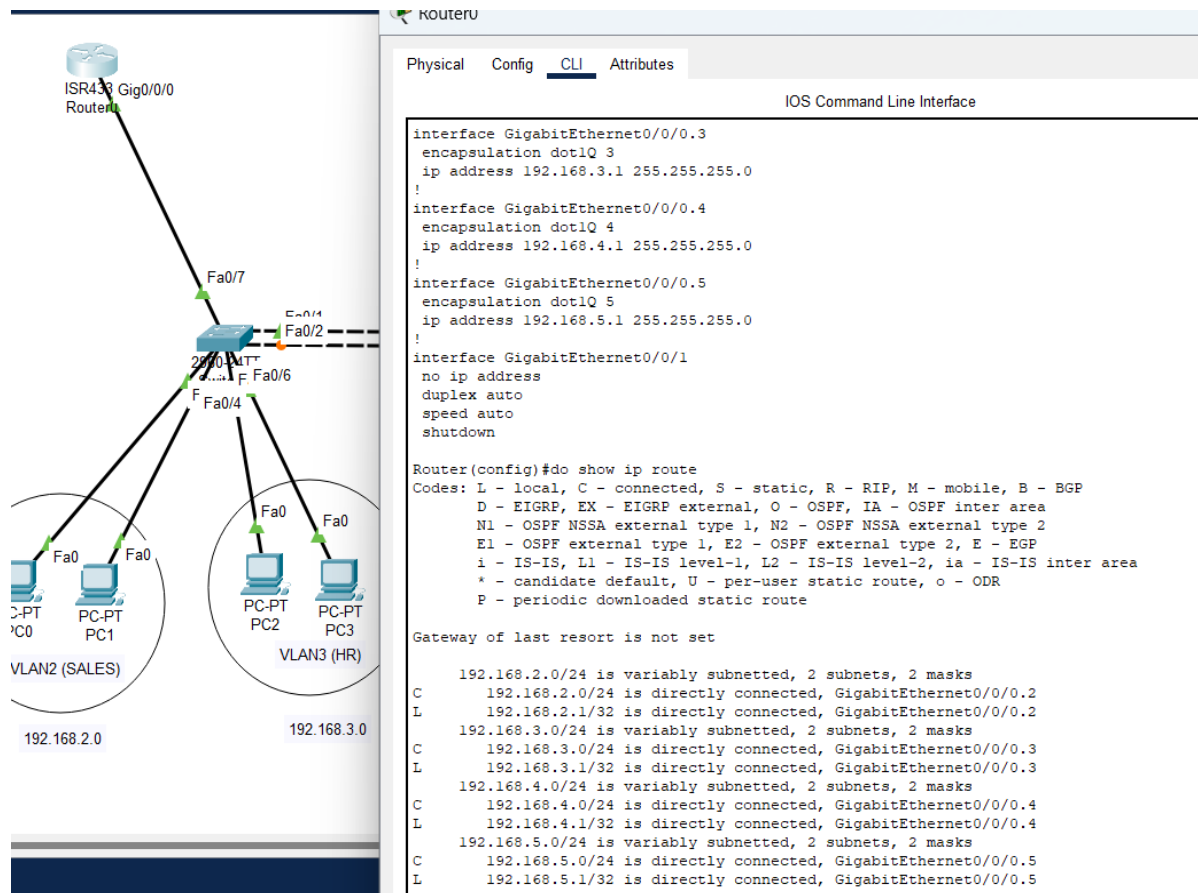 Router0
Physical Config CLI Attributes
IOS Command Line Interface
ISR433 Gig0/0/0
Router0
Fa0/7
Fa0/1
Fa0/2
Fa0/6
Fa0/4
Fa0
Fa0
Fa0
Fa0
PC-PT
PC0
PC-PT
PC1
PC-PT
PC2
PC-PT
PC3
VLAN2 (SALES)
VLAN3 (HR)
192.168.2.0
192.168.3.0
interface GigabitEthernet0/0/0.3
encapsulation dot1Q 3
ip address 192.168.3.1 255.255.255.0
!
interface GigabitEthernet0/0/0.4
encapsulation dot1Q 4
ip address 192.168.4.1 255.255.255.0
!
interface GigabitEthernet0/0/0.5
encapsulation dot1Q 5
ip address 192.168.5.1 255.255.255.0
!
interface GigabitEthernet0/0/1
no ip address
duplex auto
speed auto
shutdown
Router(config)#do show ip route
Codes: L - local, C - connected, S - static, R - RIP, M - mobile, B - BGP
D - EIGRP, EX - EIGRP external, O - OSPF, IA - OSPF inter area
N1 - OSPF NSSA external type 1, N2 - OSPF NSSA external type 2
E1 - OSPF external type 1, E2 - OSPF external type 2, E - EGP
i - IS-IS, L1 - IS-IS level-1, L2 - IS-IS level-2, ia - IS-IS inter area
* - candidate default, U - per-user static route, o - ODR
P - periodic downloaded static route
Gateway of last resort is not set
192.168.2.0/24 is variably subnetted, 2 subnets, 2 masks
C 192.168.2.0/24 is directly connected, GigabitEthernet0/0/0.2
L 192.168.2.1/32 is directly connected, GigabitEthernet0/0/0.2
192.168.3.0/24 is variably subnetted, 2 subnets, 2 masks
C 192.168.3.0/24 is directly connected, GigabitEthernet0/0/0.3
L 192.168.3.1/32 is directly connected, GigabitEthernet0/0/0.3
192.168.4.0/24 is variably subnetted, 2 subnets, 2 masks
C 192.168.4.0/24 is directly connected, GigabitEthernet0/0/0.4
L 192.168.4.1/32 is directly connected, GigabitEthernet0/0/0.4
192.168.5.0/24 is variably subnetted, 2 subnets, 2 masks
C 192.168.5.0/24 is directly connected, GigabitEthernet0/0/0.5
L 192.168.5.1/32 is directly connected, GigabitEthernet0/0/0.5